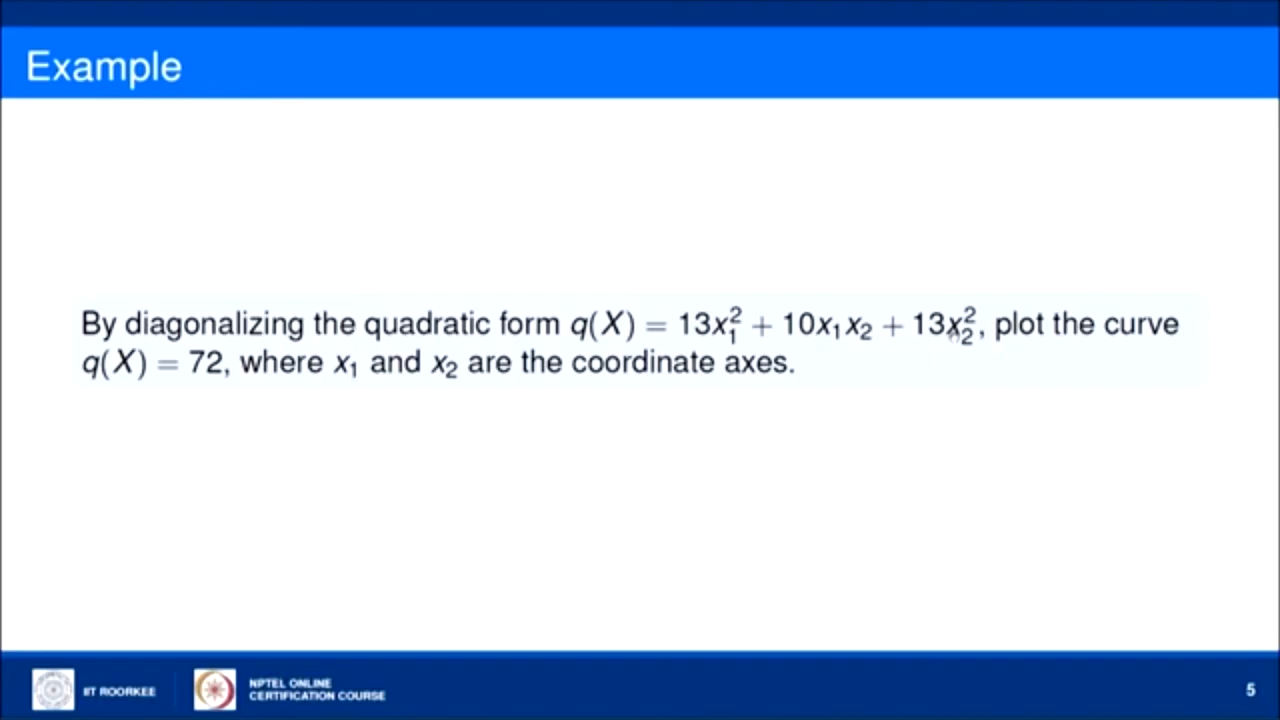 Example
By diagonalizing the quadratic form q(X) = 13x₁² + 10x₁x₂ + 13x₂², plot the curve
q(X) = 72, where x₁ and x₂ are the coordinate axes.
IIT ROORKEE
NPTEL ONLINE
CERTIFICATION COURSE
5